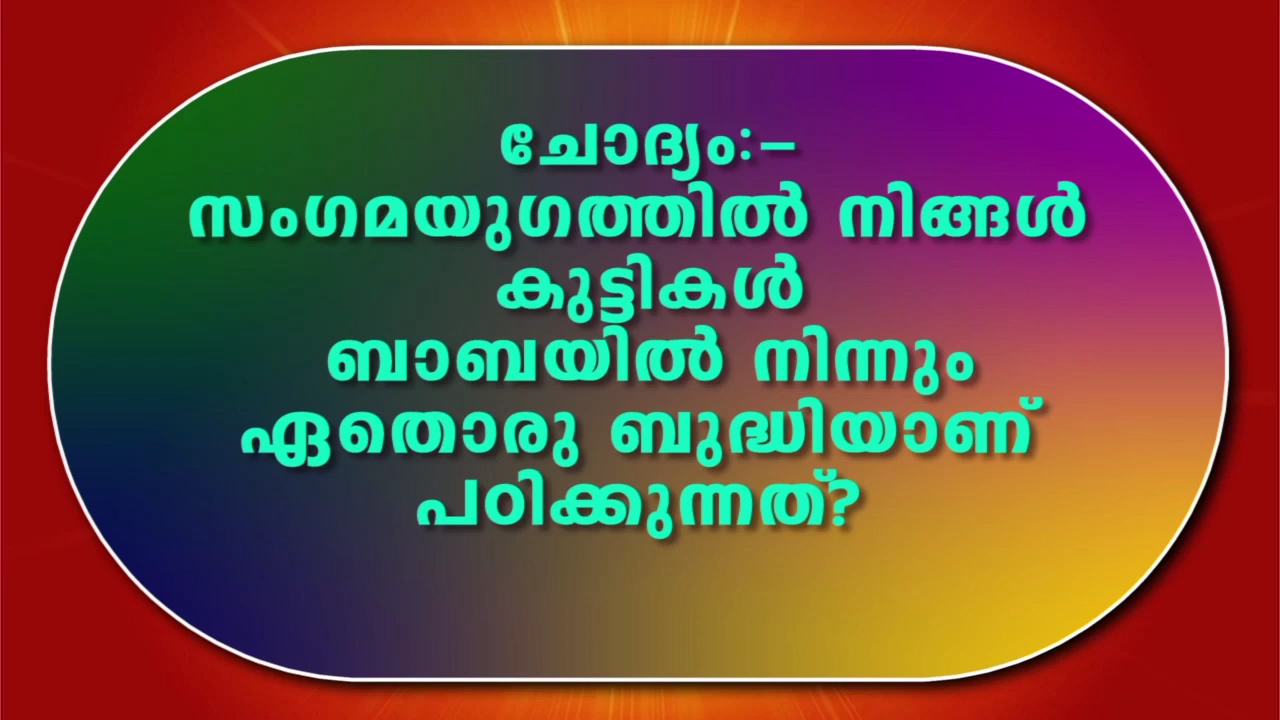 ചോദ്യം:-
സംഗമയുഗത്തിൽ നിങ്ങൾ
കുട്ടികൾ
ബാബയിൽ നിന്നും
ഏതൊരു ബുദ്ധിയാണ്
പഠിക്കുന്നത്?